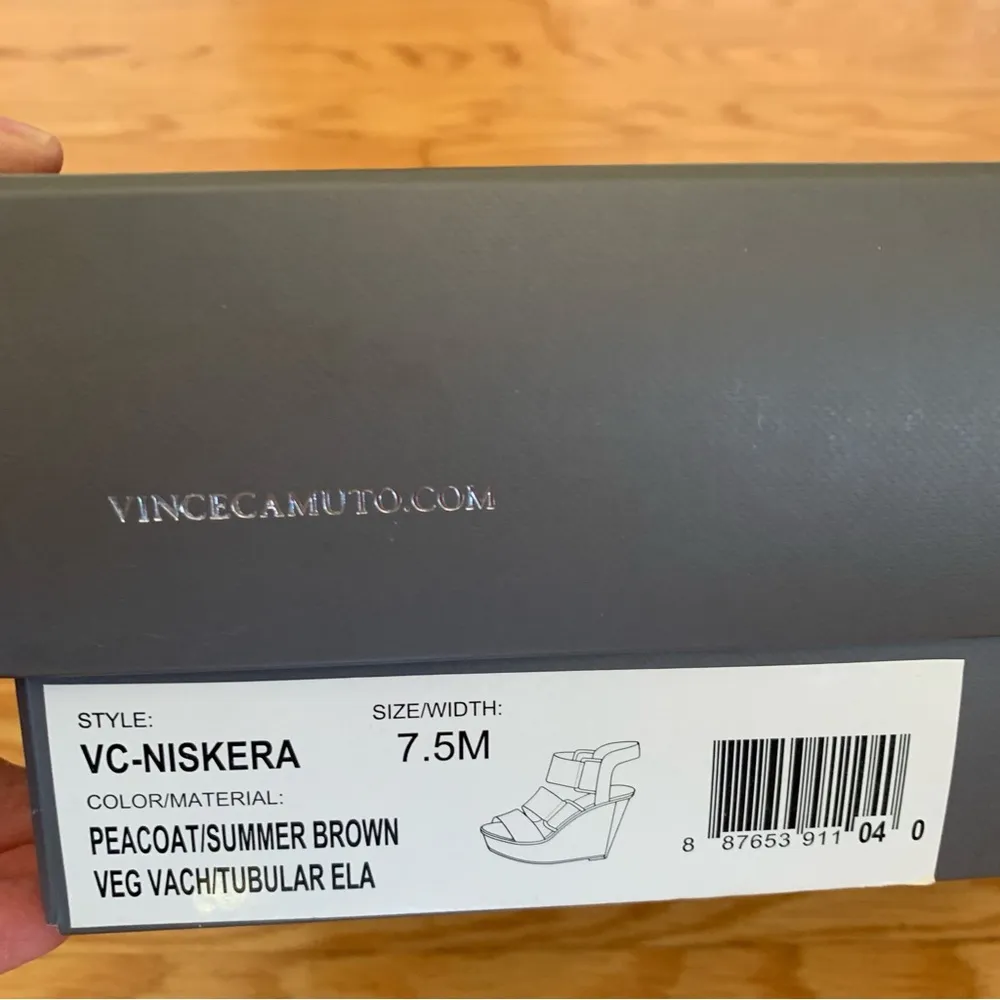 VINCECAMUTO.COM
STYLE:
VC-NISKERA
SIZE/WIDTH:
7.5M
COLOR/MATERIAL:
PEACOAT/SUMMER BROWN
VEG VACH/TUBULAR ELA
8 87653 911 04 0